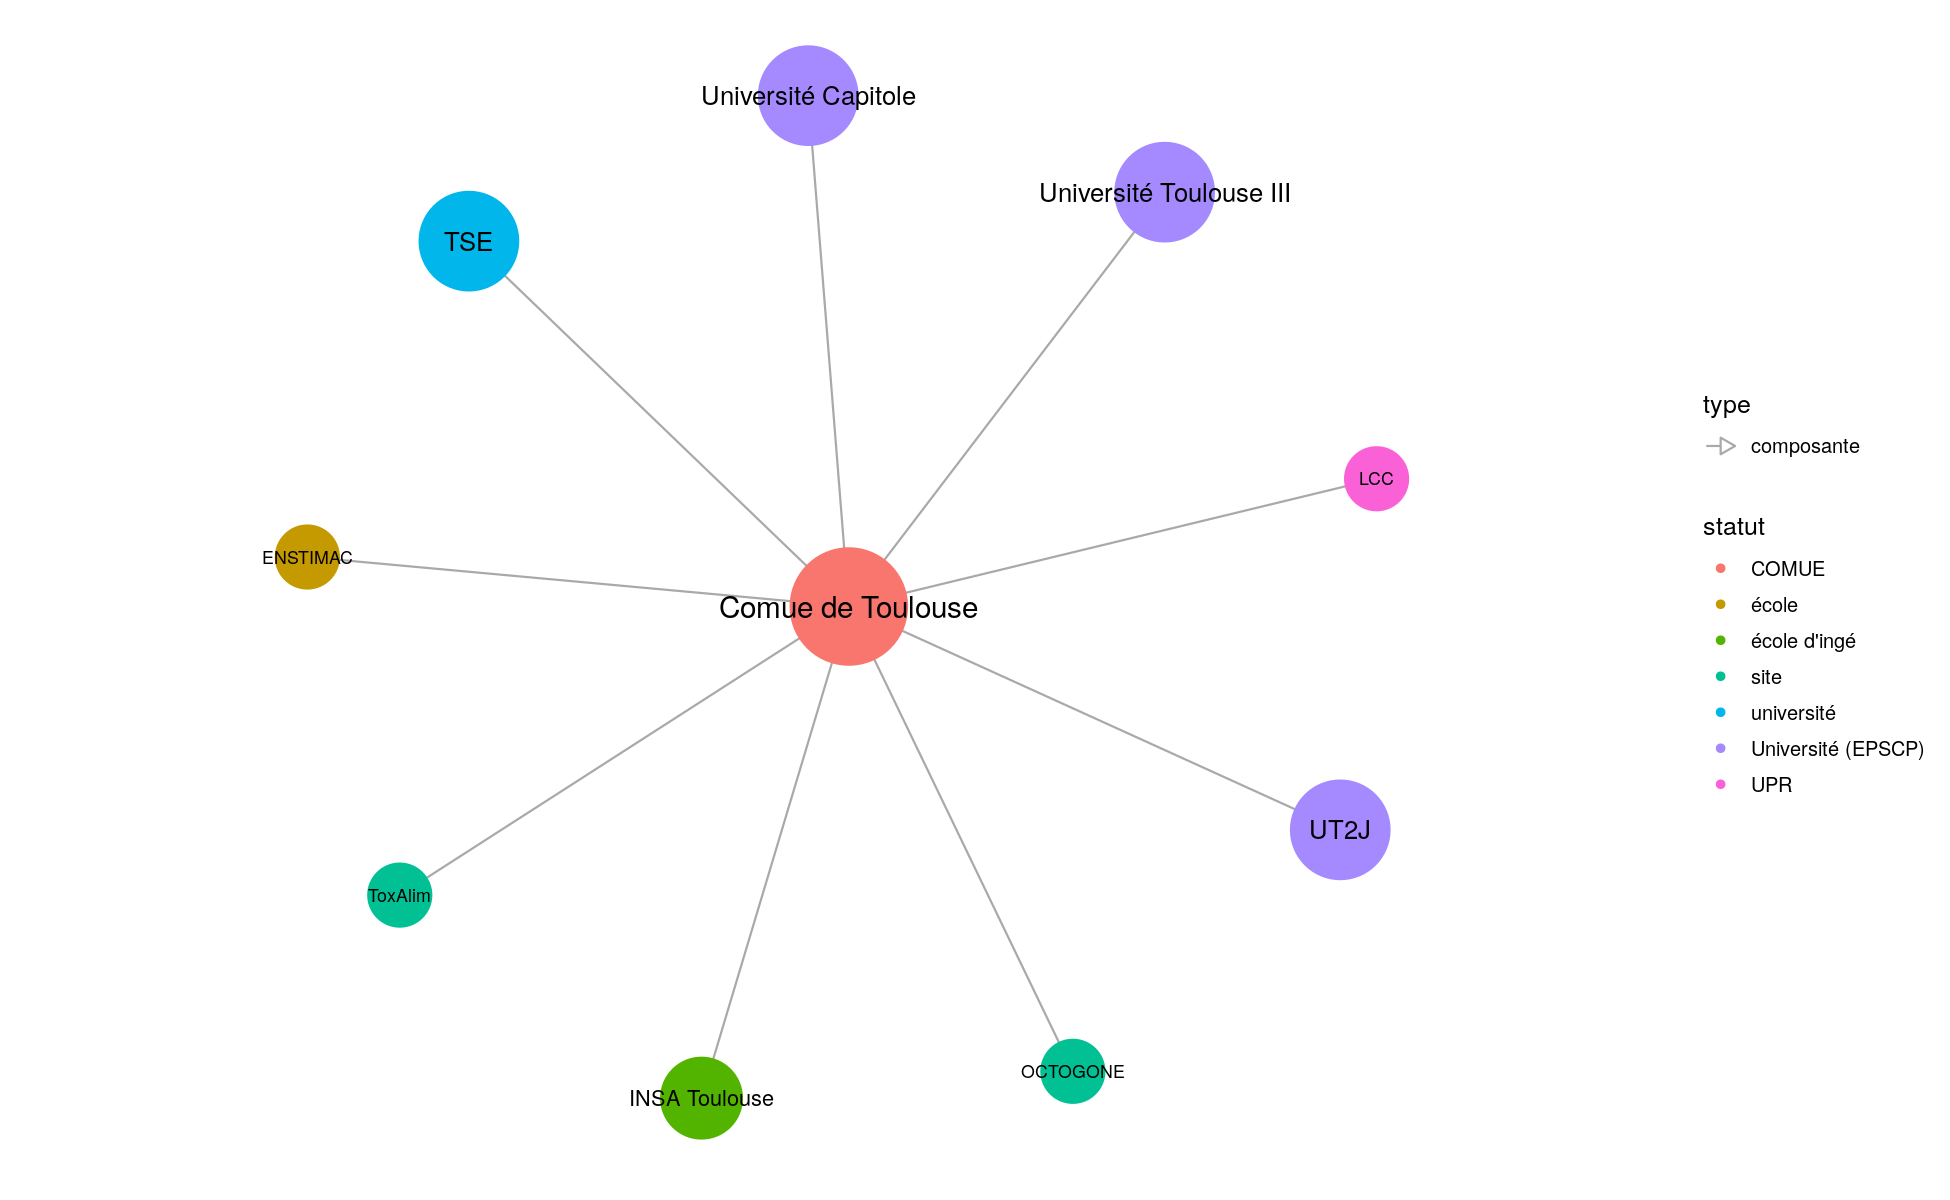 Université Capitole
Université Toulouse III
TSE
LCC
ENSTIMAC
Comue de Toulouse
UT2J
ToxAlim
OCTOGONE
INSA Toulouse
type
composante
statut
COMUE
école
école d'ingé
site
université
Université (EPSCP)
UPR